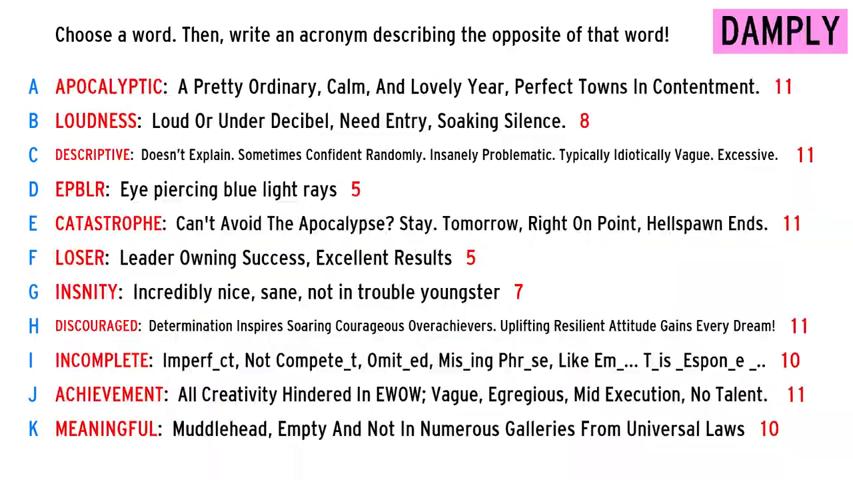 Choose a word. Then, write an acronym describing the opposite of that word!
DAMPLY
A APOCALYPTIC: A Pretty Ordinary, Calm, And Lovely Year, Perfect Towns In Contentment. 11
B LOUDNESS: Loud Or Under Decibel, Need Entry, Soaking Silence. 8
C DESCRIPTIVE: Doesn't Explain. Sometimes Confident Randomly. Insanely Problematic. Typically Idiotically Vague. Excessive. 11
D EPBLR: Eye piercing blue light rays 5
E CATASTROPHE: Can't Avoid The Apocalypse? Stay. Tomorrow, Right On Point, Hellspawn Ends. 11
F LOSER: Leader Owning Success, Excellent Results 5
G INSNITY: Incredibly nice, sane, not in trouble youngster 7
H DISCOURAGED: Determination Inspires Soaring Courageous Overachievers. Uplifting Resilient Attitude Gains Every Dream! 11
I INCOMPLETE: Imperf_ct, Not Compete_t, Omit_ed, Mis_ing Phr_se, Like Em_... T_is _Espon_e _.. 10
J ACHIEVEMENT: All Creativity Hindered In EWOW; Vague, Egregious, Mid Execution, No Talent. 11
K MEANINGFUL: Muddlehead, Empty And Not In Numerous Galleries From Universal Laws 10